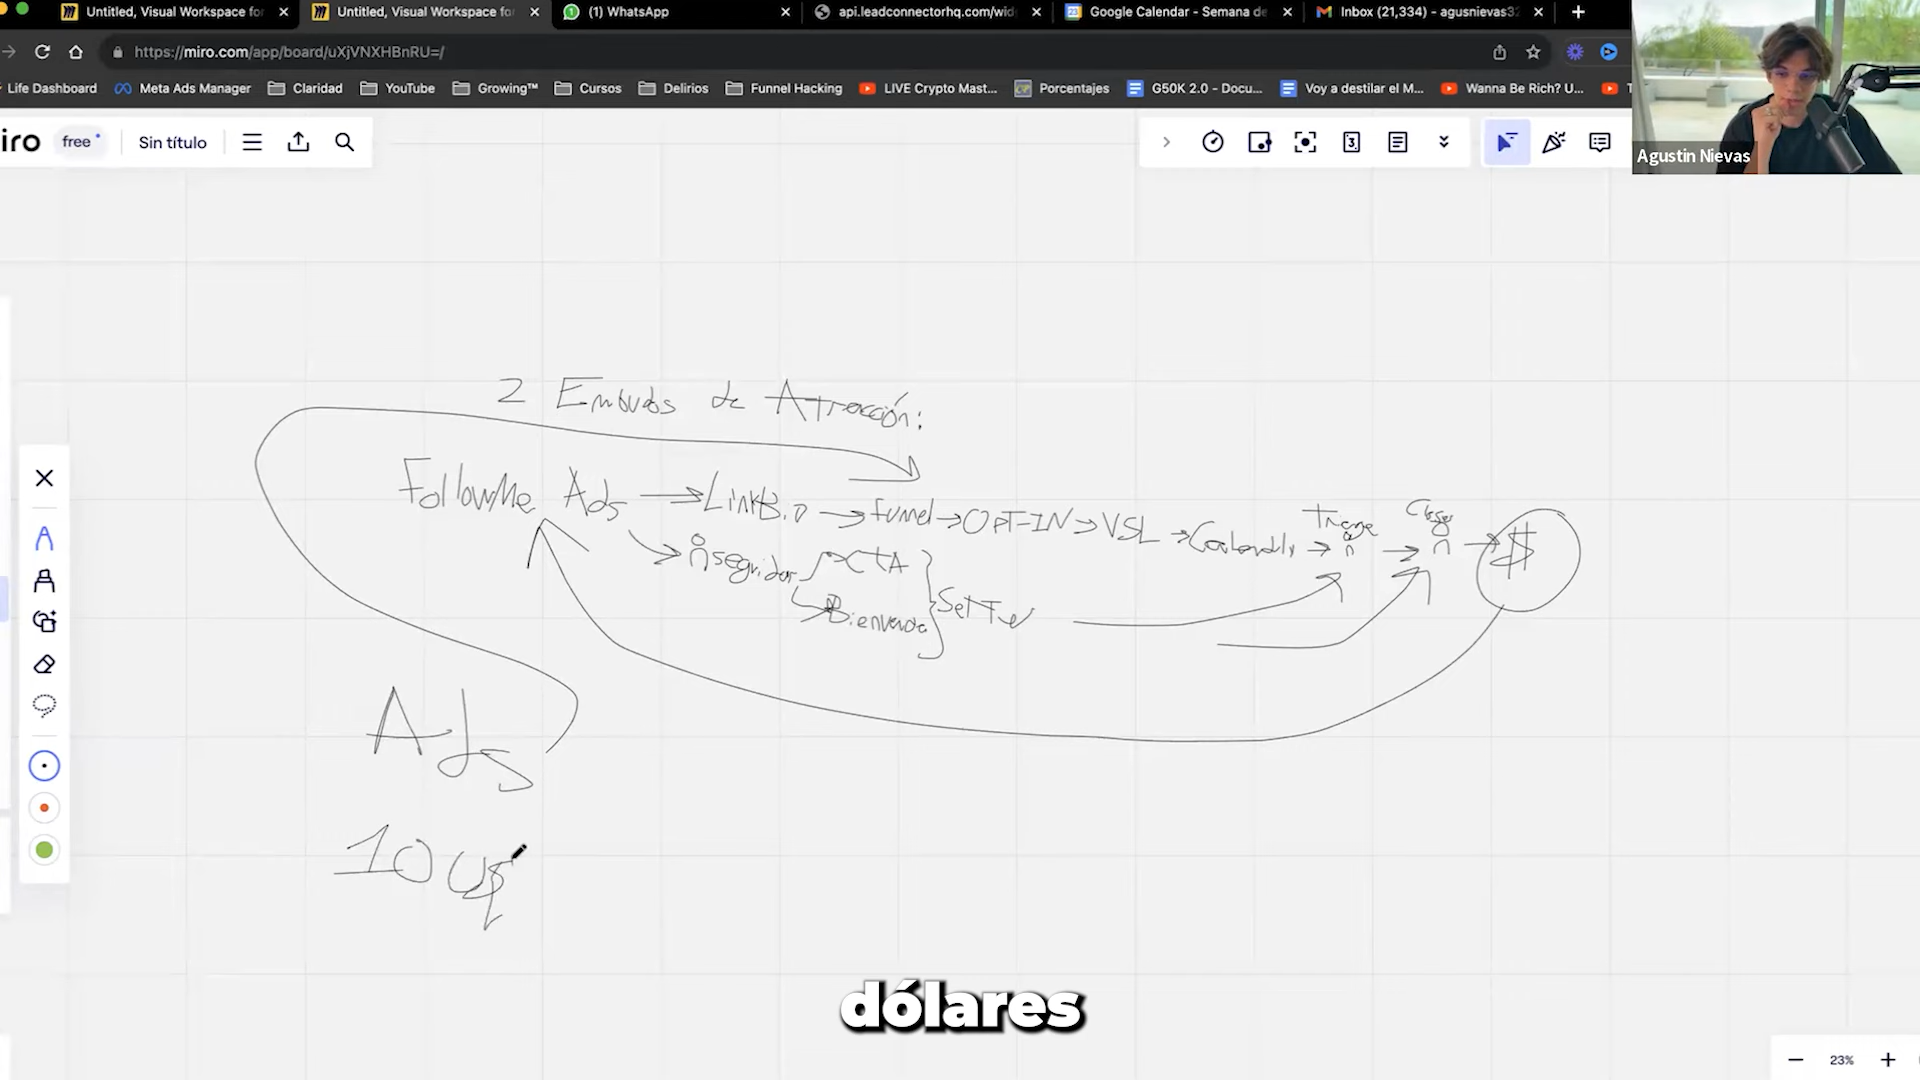 Untitled, Visual Workspace for
Untitled, Visual Workspace for
(1) WhatsApp
api.leadconnectorhq.com/wid
Google Calendar - Semana de
Inbox (21,334) - agusnievas32
https://miro.com/app/board/uXjVNXHBnRU=/
Life Dashboard
Meta Ads Manager
Claridad
YouTube
Growing™
Cursos
Delirios
Funnel Hacking
LIVE Crypto Mast...
Porcentajes
G50K 2.0 - Docu...
Voy a destilar el M...
Wanna Be Rich? U...
iro
free
Sin título
3
Agustin Nievas
2 Embudos de Atracción:
FollowMe Ads → LinkBio → Funnel → OPT-IN → VSL → Calendly → Triage → Closer → $
seguidor CTA
Bienvenida
Setter
Ads
10 U$
dólares
23%